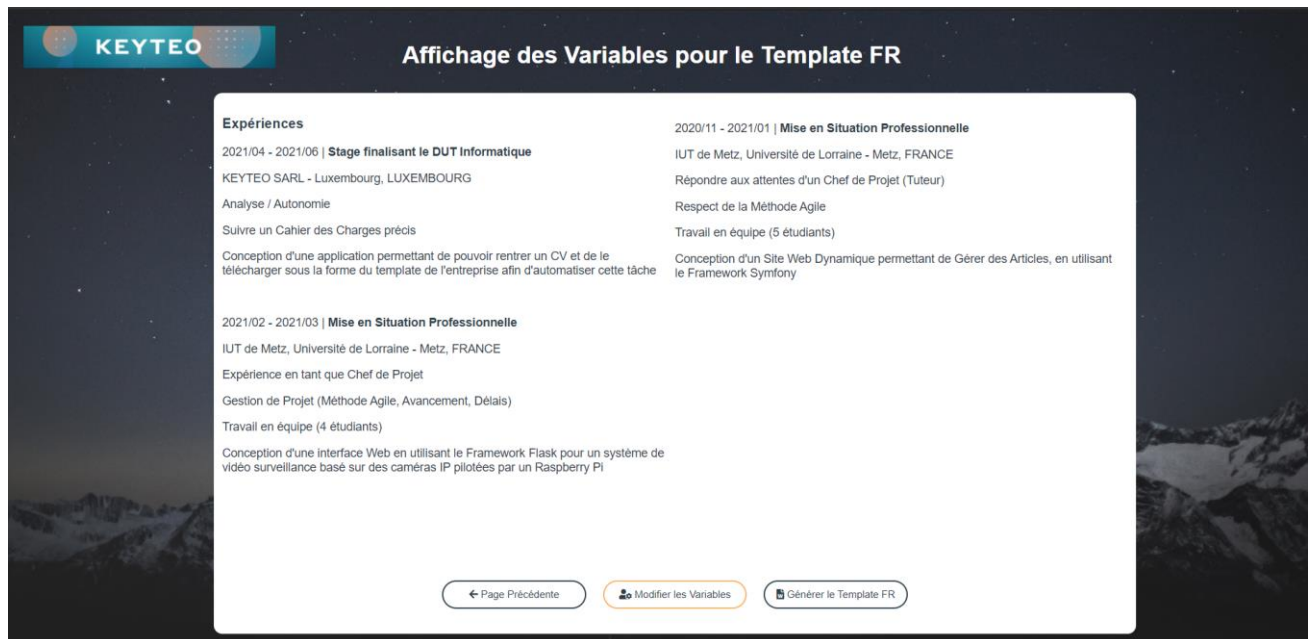 KEYTEO
Affichage des Variables pour le Template FR
Expériences
2021/04 - 2021/06 | Stage finalisant le DUT Informatique
KEYTEO SARL - Luxembourg, LUXEMBOURG
Analyse / Autonomie
Suivre un Cahier des Charges précis
Conception d'une application permettant de pouvoir rentrer un CV et de le
télécharger sous la forme du template de l'entreprise afin d'automatiser cette tâche
2021/02 - 2021/03 | Mise en Situation Professionnelle
IUT de Metz, Université de Lorraine - Metz, FRANCE
Expérience en tant que Chef de Projet
Gestion de Projet (Méthode Agile, Avancement, Délais)
Travail en équipe (4 étudiants)
Conception d'une interface Web en utilisant le Framework Flask pour un système de
vidéo surveillance basé sur des caméras IP pilotées par un Raspberry Pi
2020/11 - 2021/01 | Mise en Situation Professionnelle
IUT de Metz, Université de Lorraine - Metz, FRANCE
Répondre aux attentes d'un Chef de Projet (Tuteur)
Respect de la Méthode Agile
Travail en équipe (5 étudiants)
Conception d'un Site Web Dynamique permettant de Gérer des Articles, en utilisant
le Framework Symfony
Page Précédente
Modifier les Variables
Générer le Template FR